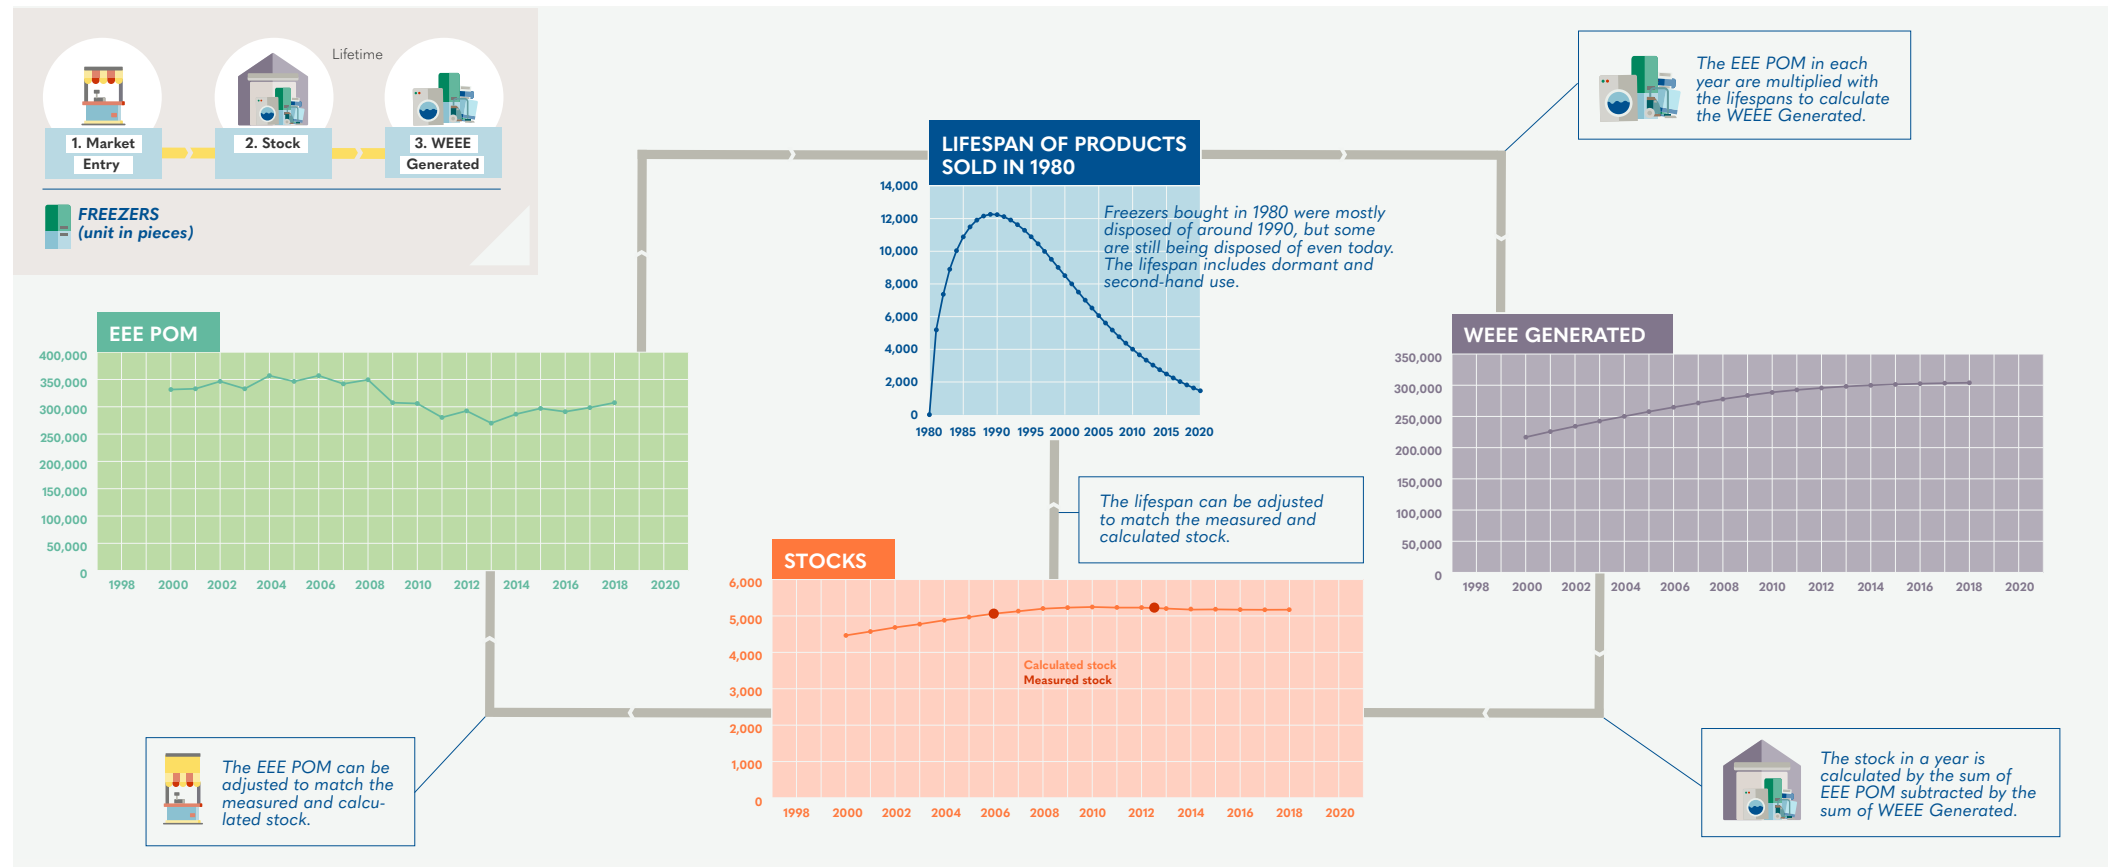 Lifetime
1. Market
Entry
2. Stock
3. WEEE
Generated
FREEZERS
(unit in pieces)
The EEE POM in each
year are multiplied with
the lifespans to calculate
the WEEE Generated.
LIFESPAN OF PRODUCTS
SOLD IN 1980
14,000
12,000
10,000
8,000
6,000
4,000
2,000
0
1980 1985 1990 1995 2000 2005 2010 2015 2020
Freezers bought in 1980 were mostly
disposed of around 1990, but some
are still being disposed of even today.
The lifespan includes dormant and
second-hand use.
EEE POM
400,000
350,000
300,000
250,000
200,000
150,000
100,000
50,000
0
1998 2000 2002 2004 2006 2008 2010 2012 2014 2016 2018 2020
WEEE GENERATED
350,000
300,000
250,000
200.000
150,000
100,000
50,000
0
1998 2000 2002 2004 2006 2008 2010 2012 2014 2016 2018 2020
The lifespan can be adjusted
to match the measured and
calculated stock.
STOCKS
6,000
5,000
4,000
3,000
2,000
1,000
0
Calculated stock
Measured stock
1998 2000 2002 2004 2006 2008 2010 2012 2014 2016 2018 2020
The EEE POM can be
adjusted to match the
measured and calcu-
lated stock.
The stock in a year is
calculated by the sum of
EEE POM subtracted by the
sum of WEEE Generated.